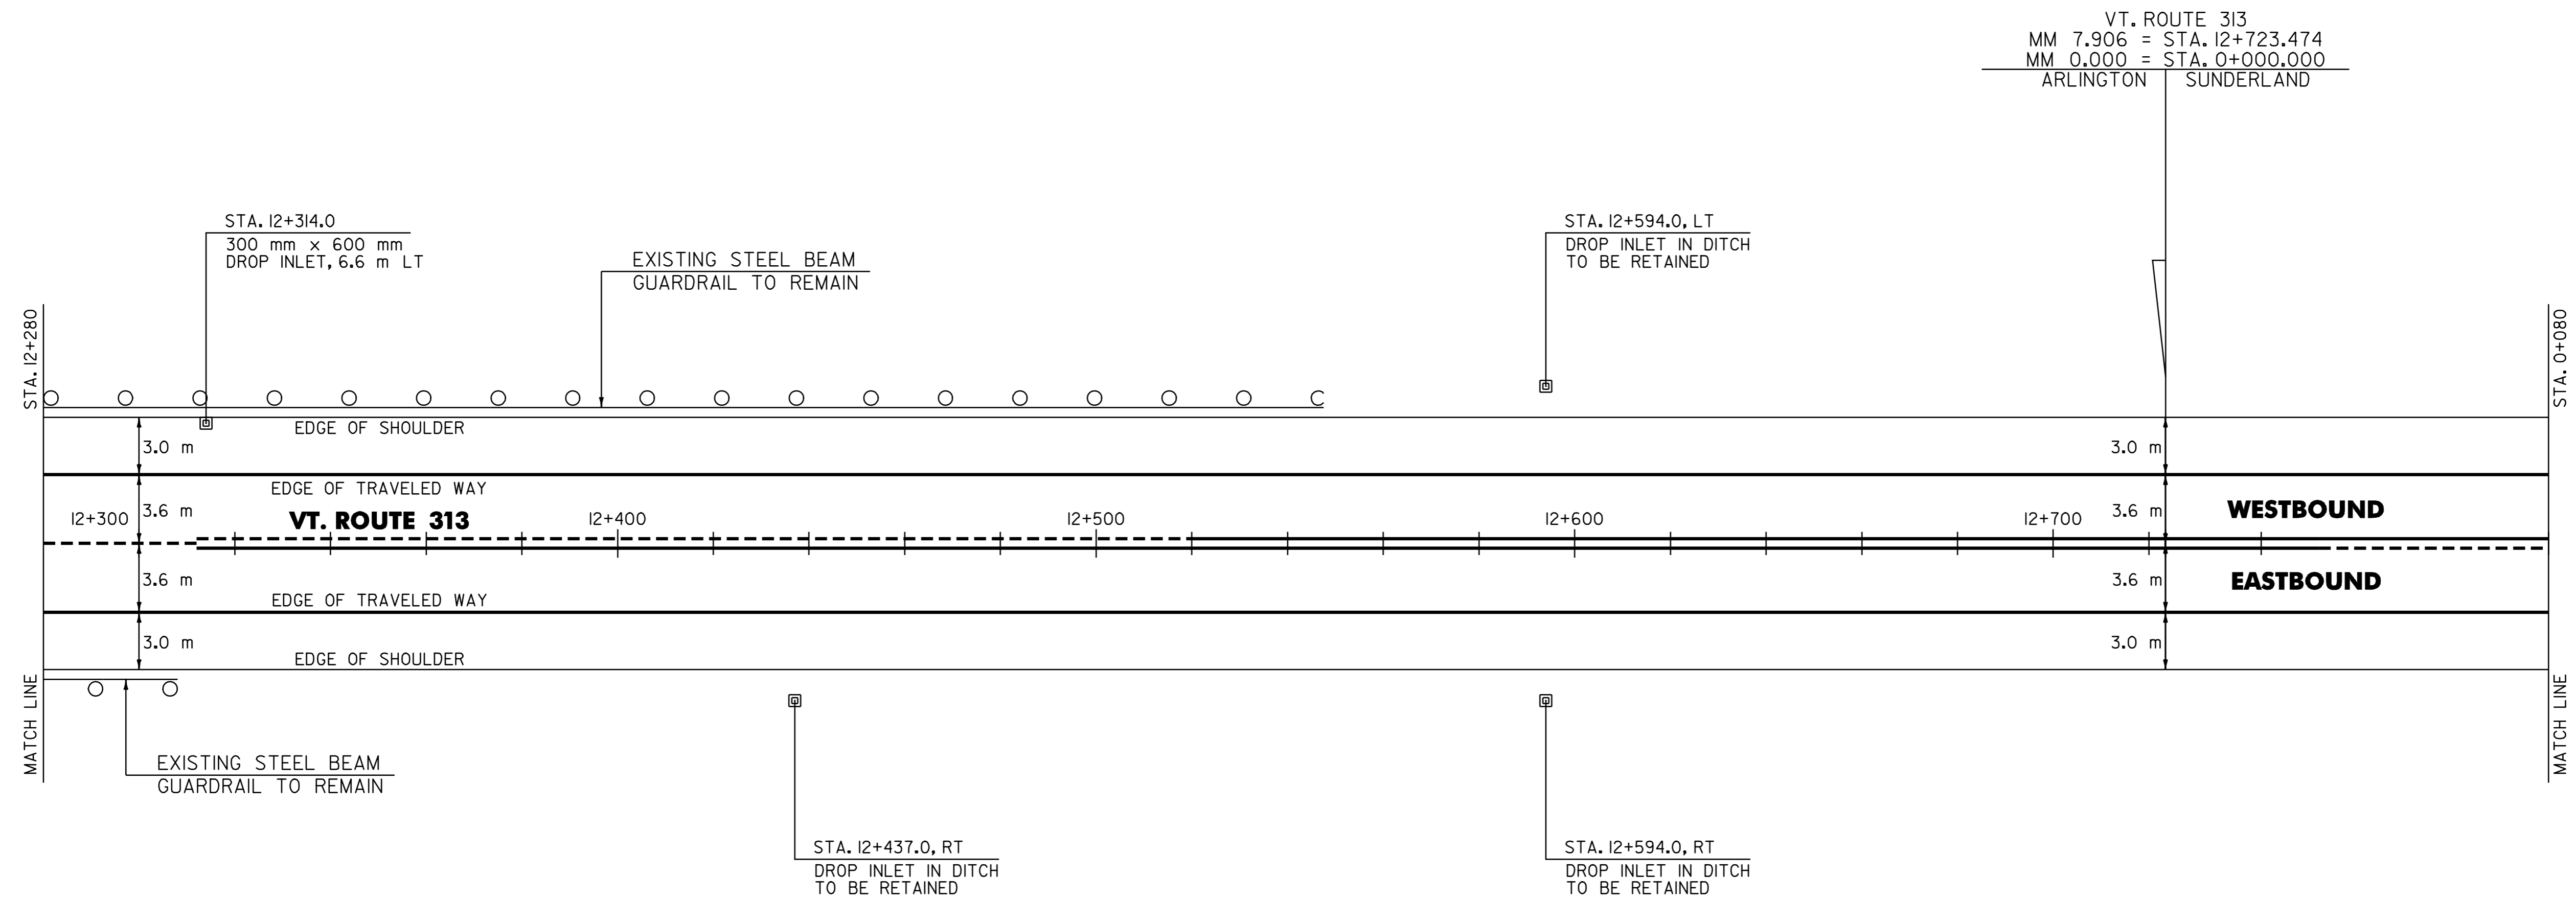 VT. ROUTE 313
MM 7.906 = STA. 12+723.474
MM 0.000 = STA. 0+000.000
ARLINGTON SUNDERLAND
STA. 12+314.0
300 mm x 600 mm
DROP INLET, 6.6 m LT
EXISTING STEEL BEAM
GUARDRAIL TO REMAIN
STA. 12+594.0, LT
DROP INLET IN DITCH
TO BE RETAINED
STA. 12+280
STA. 0+080
EDGE OF SHOULDER
3.0 m
3.0 m
EDGE OF TRAVELED WAY
12+300
3.6 m
VT. ROUTE 313
12+400
12+500
12+600
12+700
3.6 m
WESTBOUND
3.6 m
3.6 m
EASTBOUND
EDGE OF TRAVELED WAY
3.0 m
3.0 m
EDGE OF SHOULDER
MATCH LINE
MATCH LINE
EXISTING STEEL BEAM
GUARDRAIL TO REMAIN
STA. 12+437.0, RT
DROP INLET IN DITCH
TO BE RETAINED
STA. 12+594.0, RT
DROP INLET IN DITCH
TO BE RETAINED